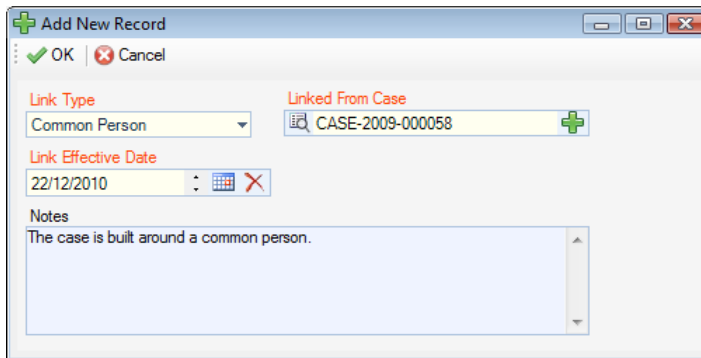 Add New Record
OK Cancel
Link Type Linked From Case
Common Person CASE-2009-000058
Link Effective Date
22/12/2010
Notes
The case is built around a common person.